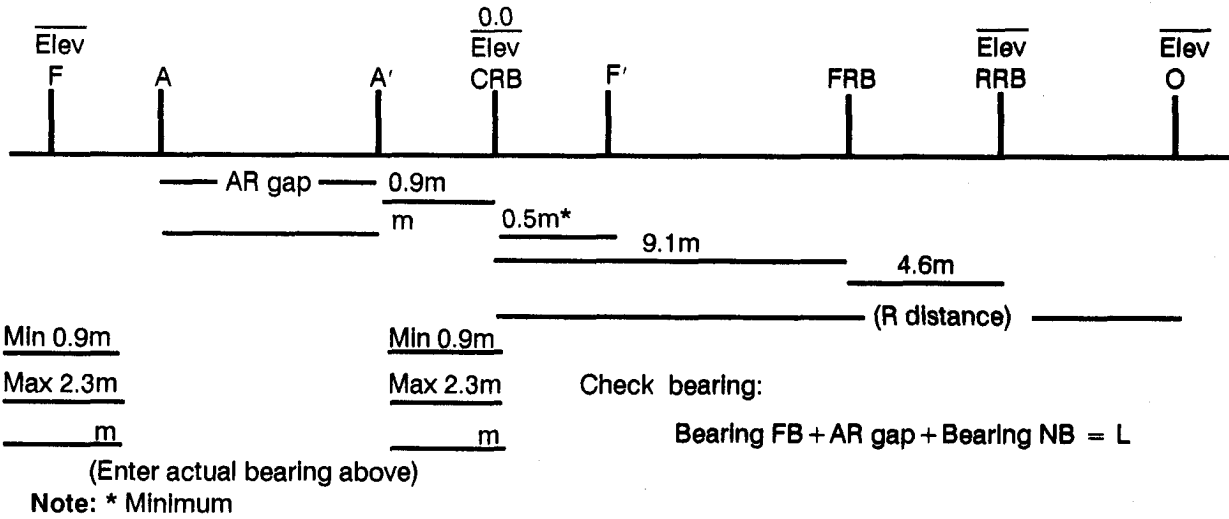 0.0
Elev Elev Elev Elev
F A A′ CRB F′ FRB RRB O
AR gap 0.9m
m 0.5m*
9.1m
4.6m
(R distance)
Min 0.9m Min 0.9m
Max 2.3m Max 2.3m Check bearing:
m m Bearing FB + AR gap + Bearing NB = L
(Enter actual bearing above)
Note: * Minimum